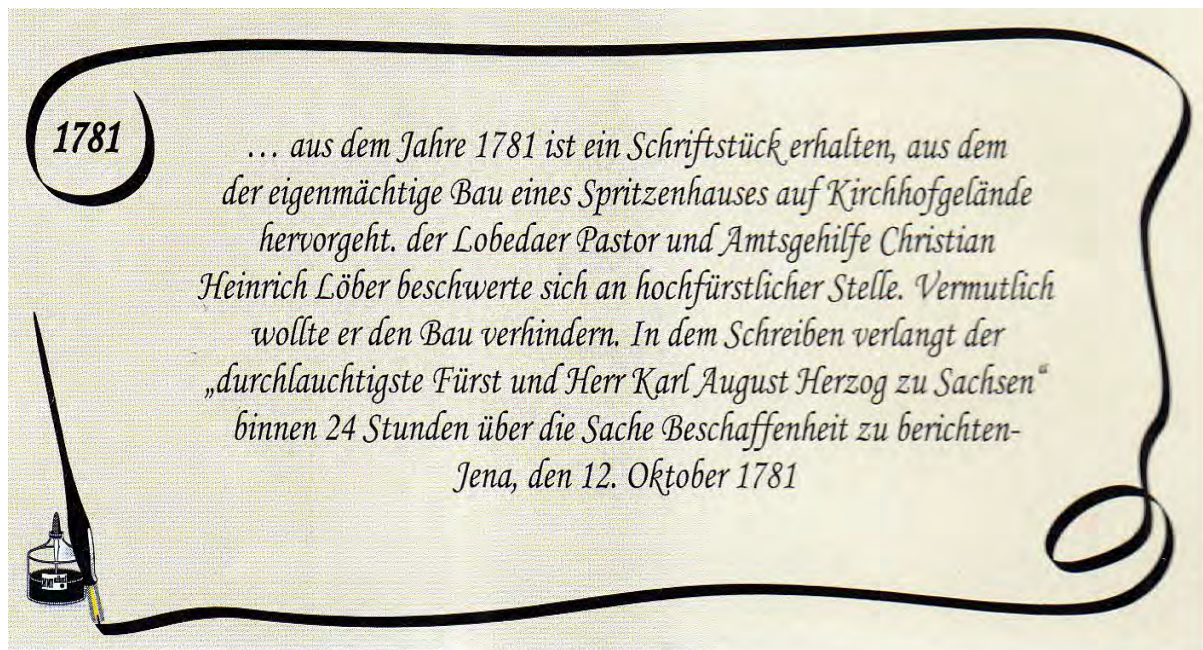 1781
... aus dem Jahre 1781 ist ein Schriftstück erhalten, aus dem
der eigenmächtige Bau eines Spritzenhauses auf Kirchhofgelände
hervorgeht. der Lobedaer Pastor und Amtsgehilfe Christian
Heinrich Löber beschwerte sich an hochfürstlicher Stelle. Vermutlich
wollte er den Bau verhindern. In dem Schreiben verlangt der
„durchlauchtigste Fürst und Herr Karl August Herzog zu Sachsen“
binnen 24 Stunden über die Sache Beschaffenheit zu berichten-
Jena, den 12. Oktober 1781